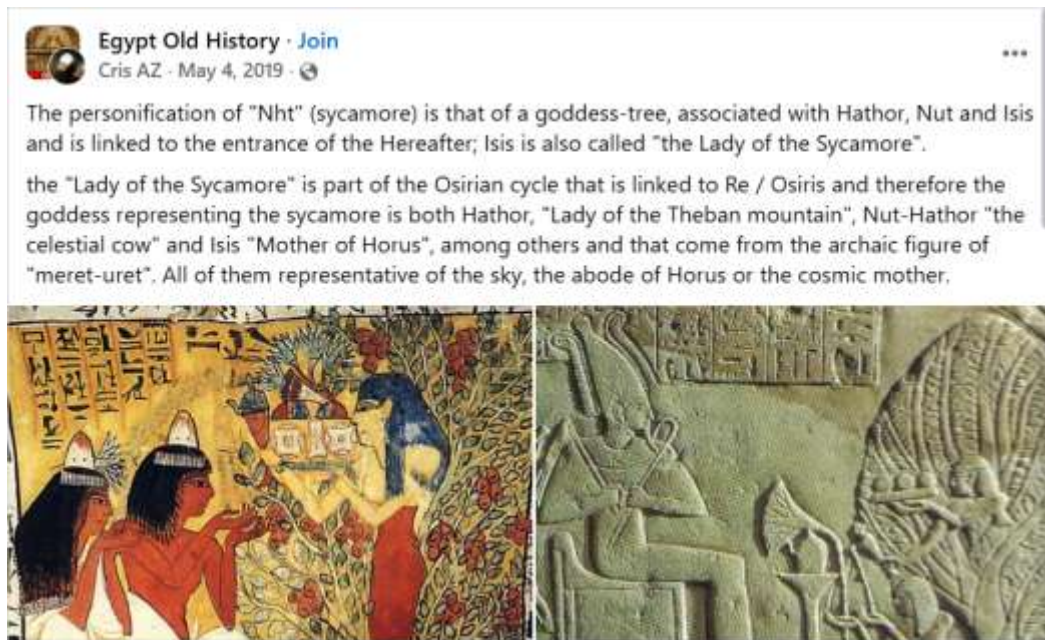 Egypt Old History · Join
Cris AZ · May 4, 2019 ·
The personification of "Nht" (sycamore) is that of a goddess-tree, associated with Hathor, Nut and Isis
and is linked to the entrance of the Hereafter; Isis is also called "the Lady of the Sycamore".
the "Lady of the Sycamore" is part of the Osirian cycle that is linked to Re / Osiris and therefore the
goddess representing the sycamore is both Hathor, "Lady of the Theban mountain", Nut-Hathor "the
celestial cow" and Isis "Mother of Horus", among others and that come from the archaic figure of
"meret-uret". All of them representative of the sky, the abode of Horus or the cosmic mother.